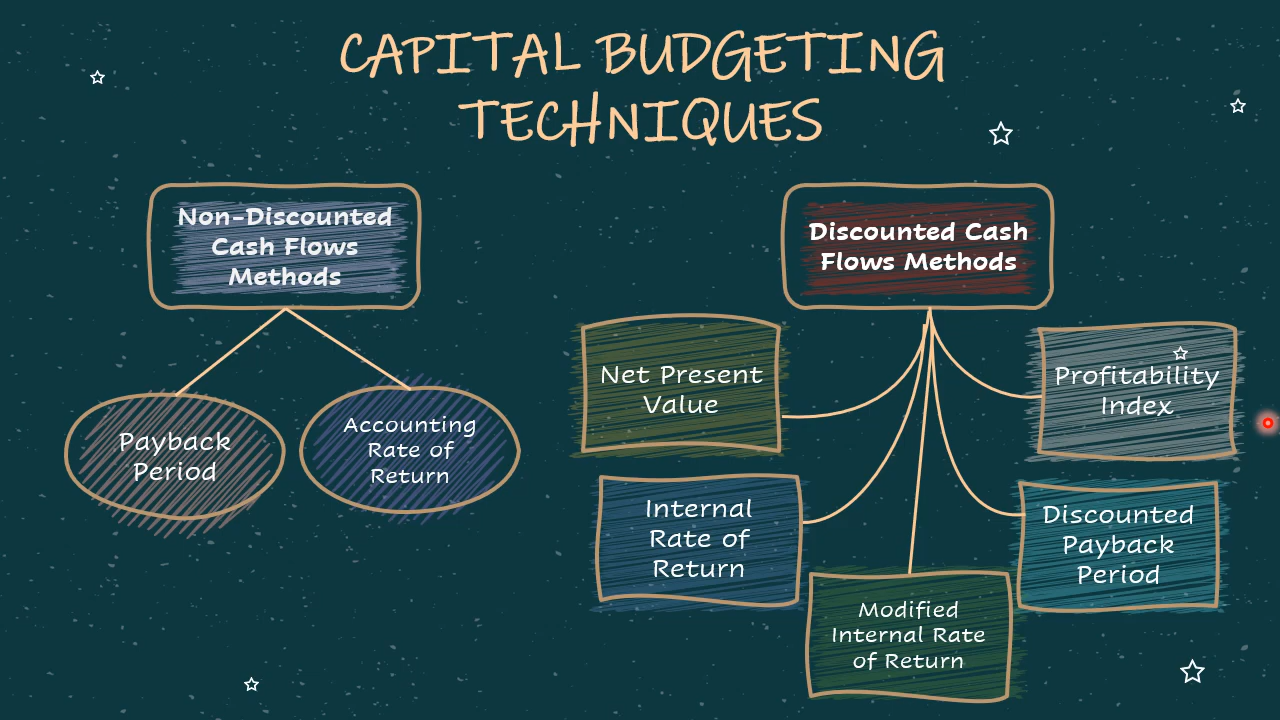 CAPITAL BUDGETING
TECHNIQUES
Non-Discounted
Cash Flows
Methods
Payback
Period
Accounting
Rate of
Return
Discounted Cash
Flows Methods
Net Present
Value
Internal
Rate of
Return
Modified
Internal Rate
of Return
Discounted
Payback
Period
Profitability
Index